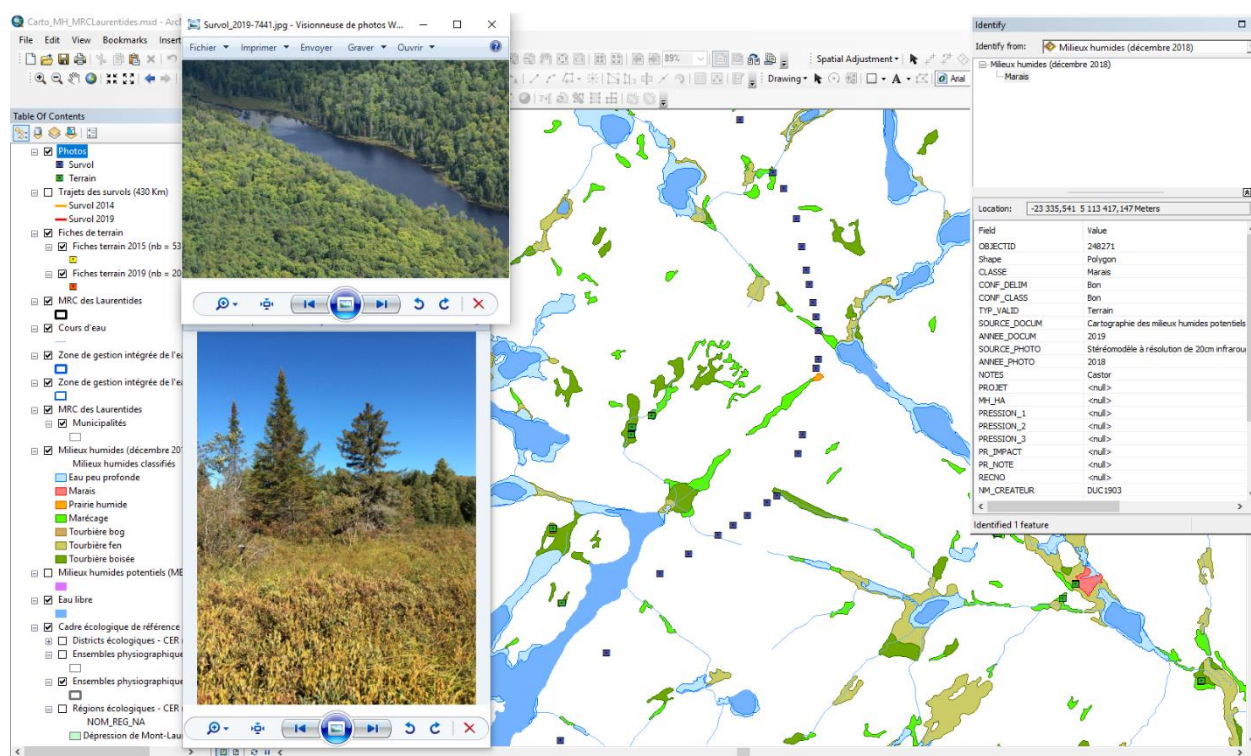 Carto_MH_MRCLaurentides.mxd - Arc
File Edit View Bookmarks Insert
89%
Spatial Adjustment
Drawing
A
Arial
Table Of Contents
Photos
Survol
Terrain
Trajets des survols (430 Km)
Survol 2014
Survol 2019
Fiches de terrain
Fiches terrain 2015 (nb = 53
Fiches terrain 2019 (nb = 20
MRC des Laurentides
Cours d'eau
Zone de gestion intégrée de l'ea
Zone de gestion intégrée de l'ea
MRC des Laurentides
Municipalités
Milieux humides (décembre 201
Milieux humides classifiés
Eau peu profonde
Marais
Prairie humide
Marécage
Tourbière bog
Tourbière fen
Tourbière boisée
Milieux humides potentiels (ME
Eau libre
Cadre écologique de référence
Districts écologiques - CER
Ensembles physiographique
Ensembles physiographique
Régions écologiques - CER
NOM_REG_NA
Dépression de Mont-Lau
Survol_2019-7441.jpg - Visionneuse de photos W...
Fichier Imprimer Envoyer Graver Ouvrir
Identify
Identify from: Milieux humides (décembre 2018)
Milieux humides (décembre 2018)
Marais
Location: -23 335,541 5 113 417,147 Meters
Field Value
OBJECTID 248271
Shape Polygon
CLASSE Marais
CONF_DELIM Bon
CONF_CLASS Bon
TYP_VALID Terrain
SOURCE_DOCUM Cartographie des milieux humides potentiels
ANNEE_DOCUM 2019
SOURCE_PHOTO Stéréomodèle à résolution de 20cm infrarou
ANNEE_PHOTO 2018
NOTES Castor
PROJET <null>
MH_HA <null>
PRESSION_1 <null>
PRESSION_2 <null>
PRESSION_3 <null>
PR_IMPACT <null>
PR_NOTE <null>
RECNO <null>
NM_CREATEUR DUC1903
Identified 1 feature